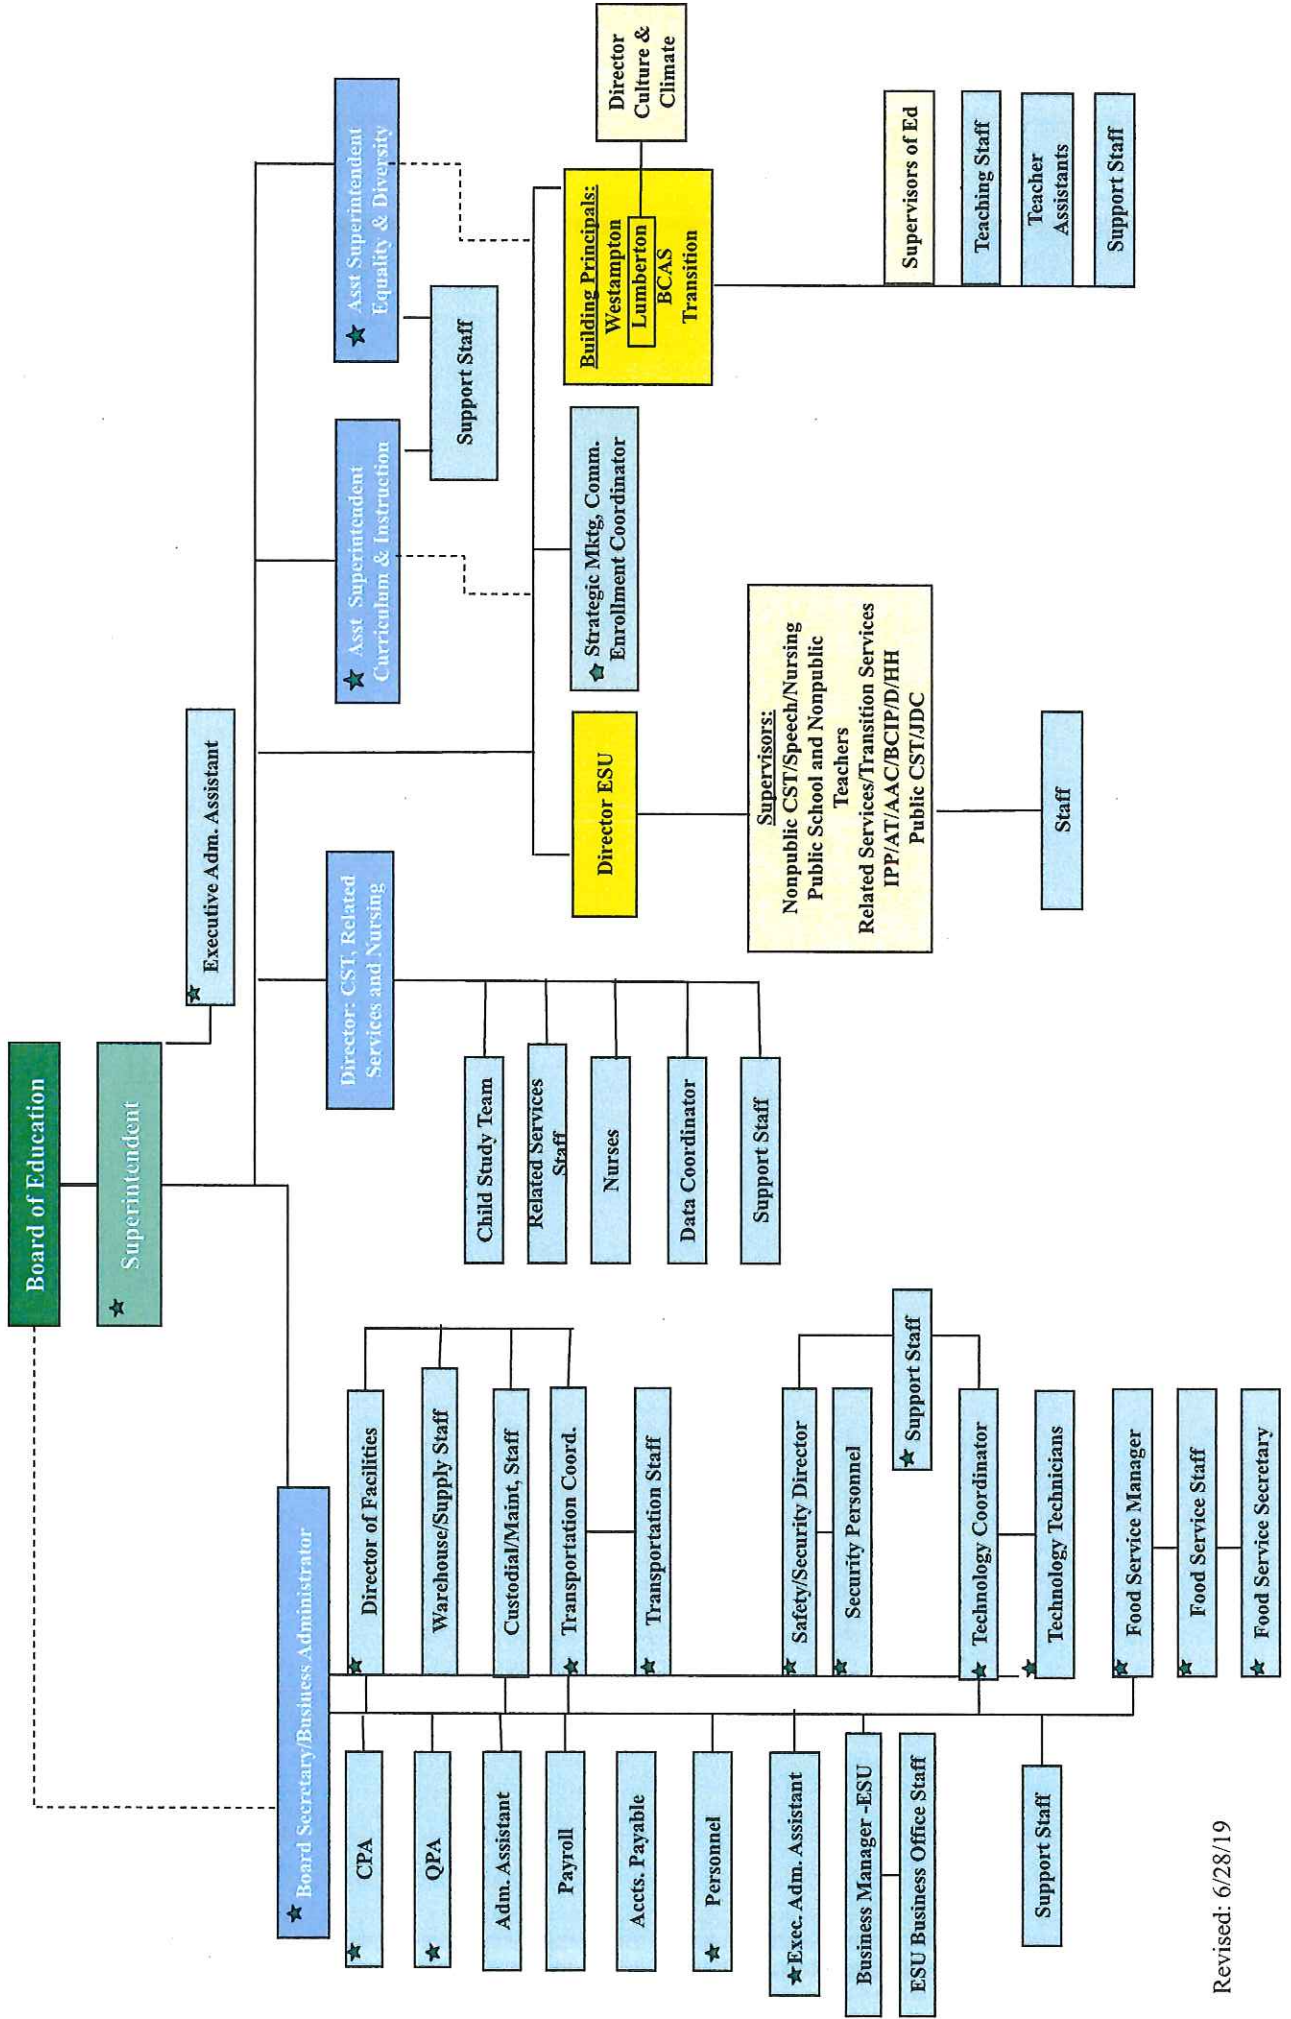 Board of Education
Superintendent
Executive Adm. Assistant
Board Secretary/Business Administrator
Director: CST, Related
Services and Nursing
Asst Superintendent
Curriculum & Instruction
Asst Superintendent
Equality & Diversity
Support Staff
CPA
QPA
Adm. Assistant
Payroll
Accts. Payable
Personnel
Exec. Adm. Assistant
Business Manager -ESU
ESU Business Office Staff
Support Staff
Director of Facilities
Warehouse/Supply Staff
Custodial/Maint, Staff
Transportation Coord.
Transportation Staff
Safety/Security Director
Security Personnel
Support Staff
Technology Coordinator
Technology Technicians
Food Service Manager
Food Service Staff
Food Service Secretary
Child Study Team
Related Services
Staff
Nurses
Data Coordinator
Support Staff
Director ESU
Strategic Mktg, Comm.
Enrollment Coordinator
Building Principals:
Westampton
Lumberton
BCAS
Transition
Director
Culture &
Climate
Supervisors:
Nonpublic CST/Speech/Nursing
Public School and Nonpublic
Teachers
Related Services/Transition Services
IPP/AT/AAC/BCIP/D/HH
Public CST/JDC
Staff
Supervisors of Ed
Teaching Staff
Teacher
Assistants
Support Staff
Revised: 6/28/19